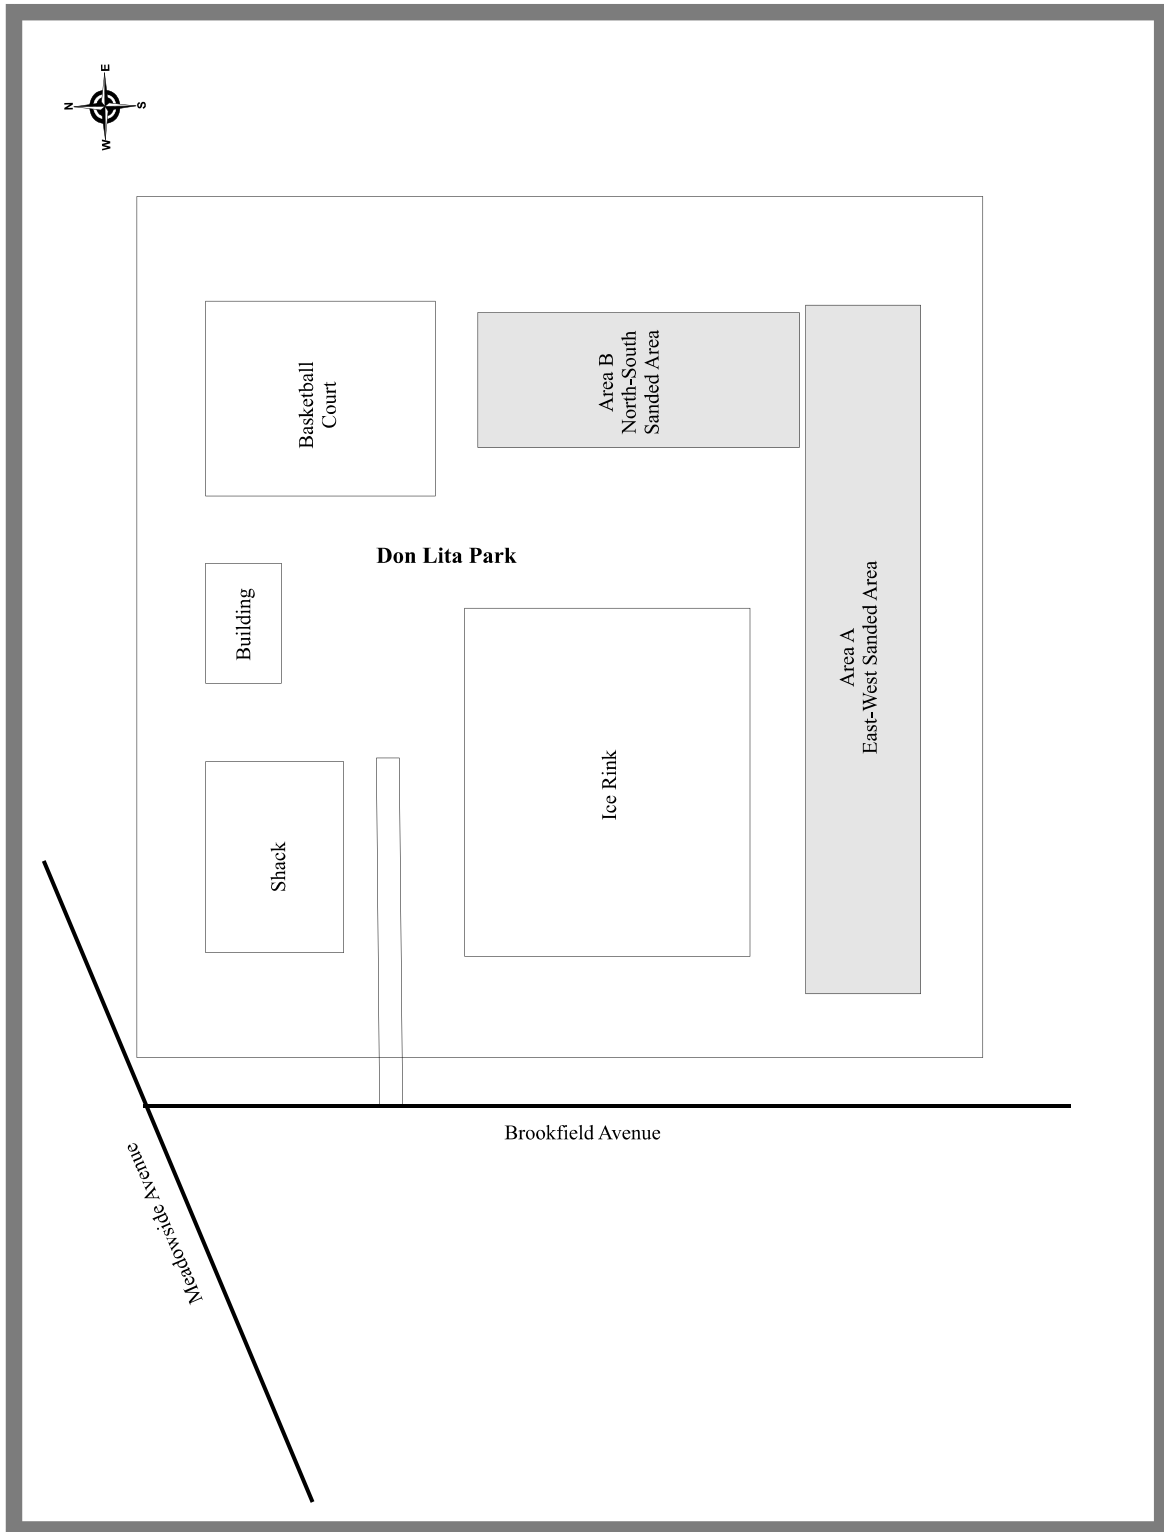 E
N
S
W
Basketball
Court
Area B
North-South
Sanded Area
Don Lita Park
Building
Area A
East-West Sanded Area
Ice Rink
Shack
Brookfield Avenue
Meadowside Avenue